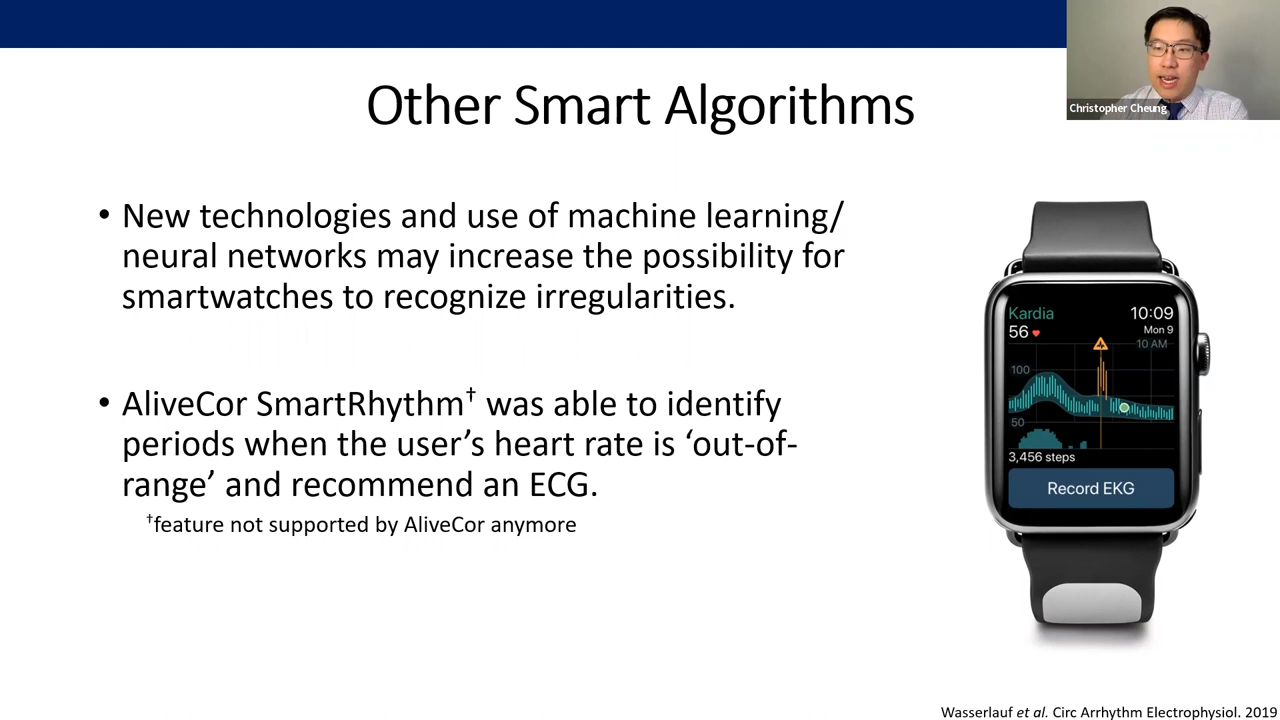 Christopher Cheung
Other Smart Algorithms
• New technologies and use of machine learning/
neural networks may increase the possibility for
smartwatches to recognize irregularities.
• AliveCor SmartRhythm† was able to identify
periods when the user’s heart rate is ‘out-of-
range’ and recommend an ECG.
†feature not supported by AliveCor anymore
Kardia 10:09
56 ♥ Mon 9
10 AM
100
50
3,456 steps
Record EKG
Wasserlauf et al. Circ Arrhythm Electrophysiol. 2019